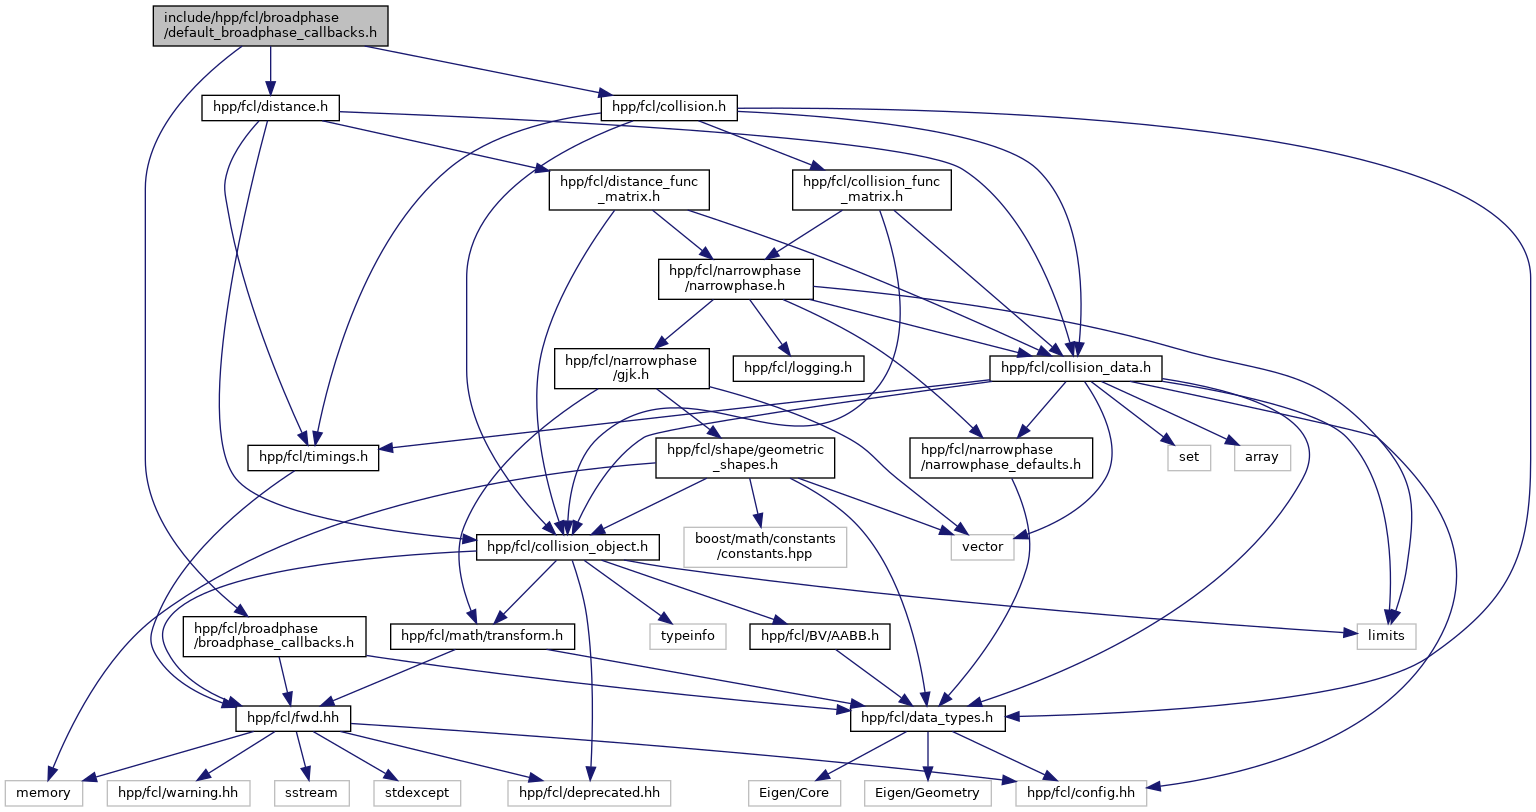 include/hpp/fcl/broadphase
/default_broadphase_callbacks.h
hpp/fcl/distance.h
hpp/fcl/collision.h
hpp/fcl/distance_func
_matrix.h
hpp/fcl/collision_func
_matrix.h
hpp/fcl/narrowphase
/narrowphase.h
hpp/fcl/narrowphase
/gjk.h
hpp/fcl/logging.h
hpp/fcl/collision_data.h
hpp/fcl/timings.h
hpp/fcl/shape/geometric
_shapes.h
hpp/fcl/narrowphase
/narrowphase_defaults.h
set
array
hpp/fcl/collision_object.h
boost/math/constants
/constants.hpp
vector
hpp/fcl/broadphase
/broadphase_callbacks.h
hpp/fcl/math/transform.h
typeinfo
hpp/fcl/BV/AABB.h
limits
hpp/fcl/fwd.hh
hpp/fcl/data_types.h
memory
hpp/fcl/warning.hh
sstream
stdexcept
hpp/fcl/deprecated.hh
Eigen/Core
Eigen/Geometry
hpp/fcl/config.hh